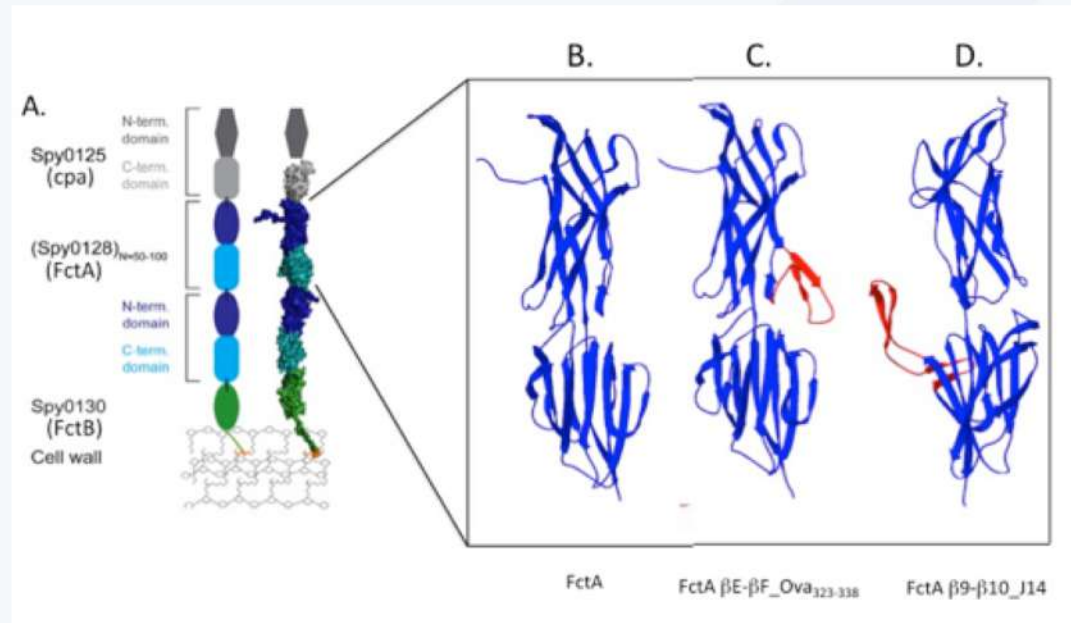 A.
B.
C.
D.
N-term.
domain
Spy0125
(cpa)
C-term.
domain
(Spy0128)N=50-100
(FctA)
N-term.
domain
C-term.
domain
Spy0130
(FctB)
Cell wall
FctA
FctA βE-βF_Ova323-338
FctA β9-β10_J14